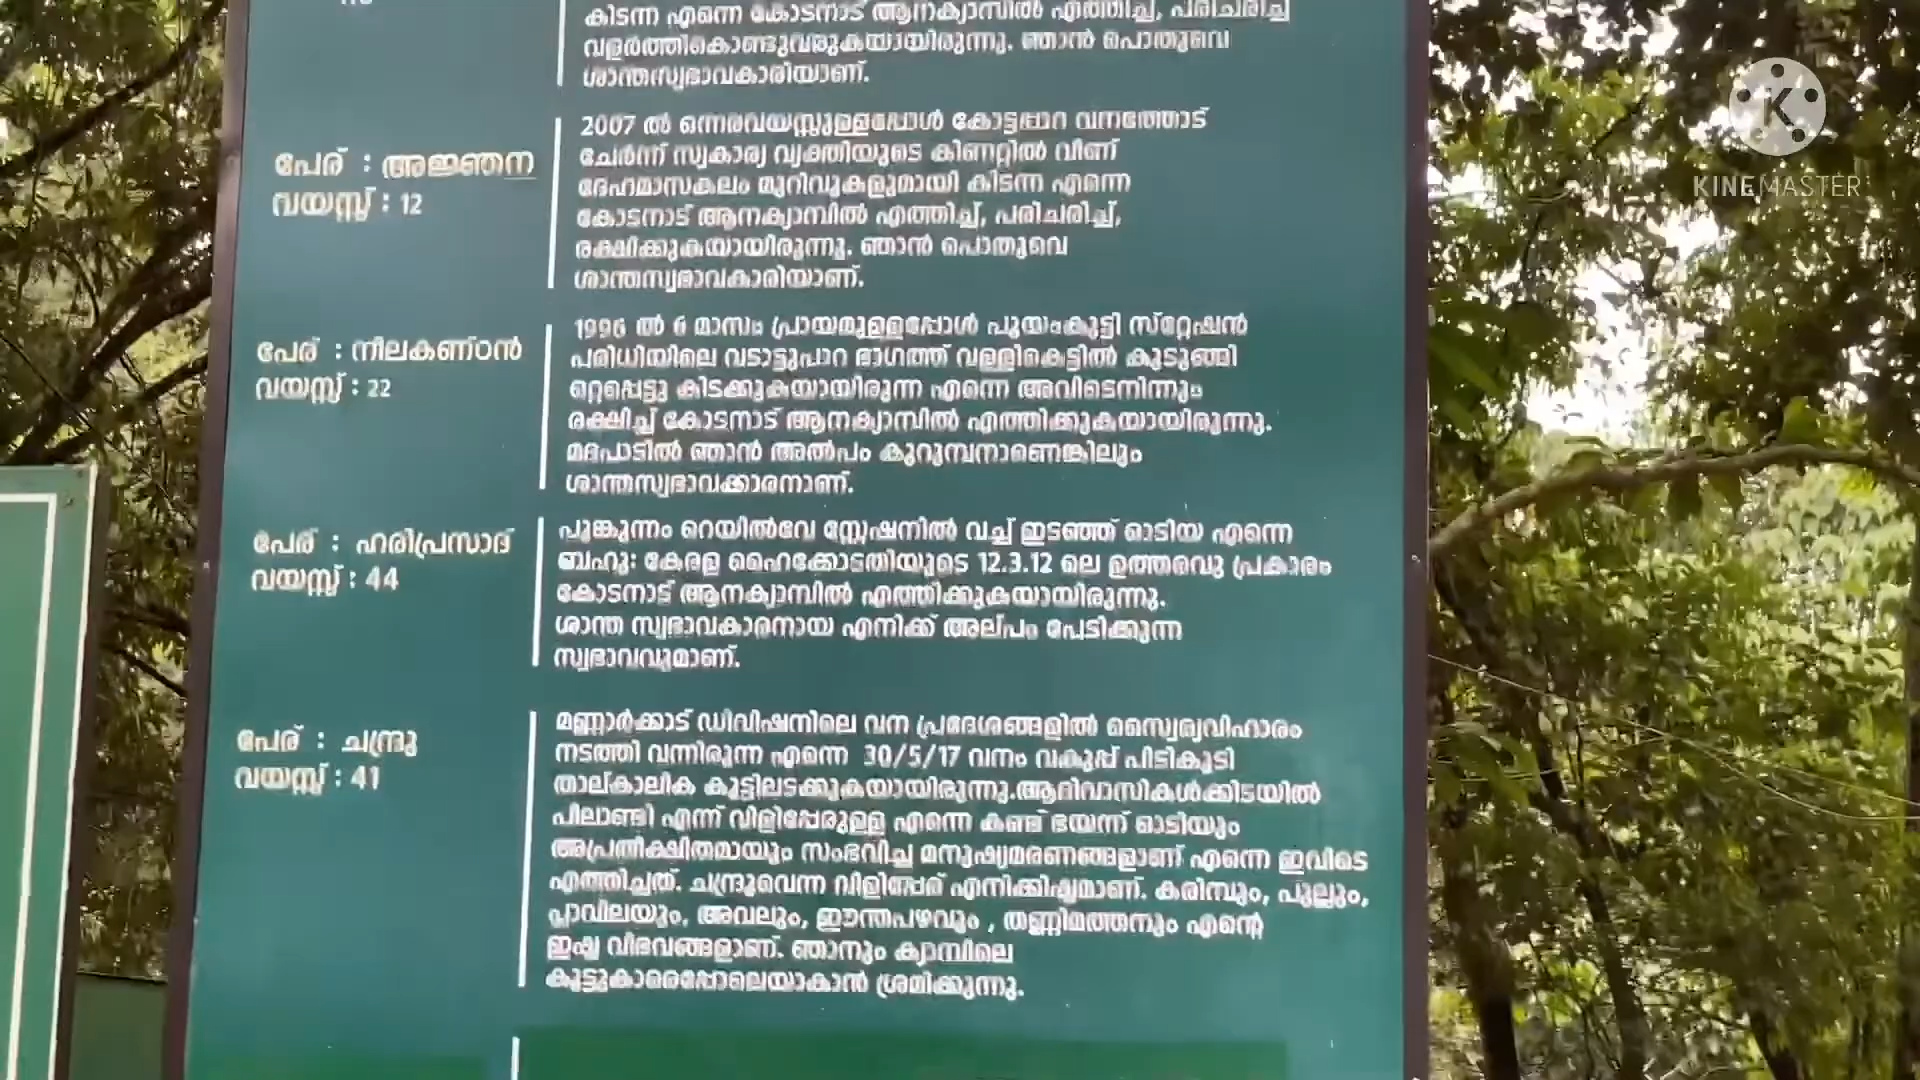 കിടന്ന എന്നെ കോടനാട് ആനക്യാമ്പിൽ എത്തിച്ച്, പരിചരിച്ച്
വളർത്തികൊണ്ടുവരുകയായിരുന്നു. ഞാൻ പൊതുവെ
ശാന്തസ്വഭാവകാരിയാണ്.
പേര് : അജ്ഞന
വയസ്സ് : 12
2007 ൽ ഒന്നരവയസ്സുള്ളപ്പോൾ കോട്ടപ്പാറ വനത്തോട്
ചേർന്ന് സ്വകാര്യ വ്യക്തിയുടെ കിണറ്റിൽ വീണ്
ദേഹമാസകലം മുറിവുകളുമായി കിടന്ന എന്നെ
കോടനാട് ആനക്യാമ്പിൽ എത്തിച്ച്, പരിചരിച്ച്,
രക്ഷിക്കുകയായിരുന്നു. ഞാൻ പൊതുവെ
ശാന്തസ്വഭാവകാരിയാണ്.
പേര് : നീലകണ്ഠൻ
വയസ്സ് : 22
1996 ൽ 6 മാസം പ്രായമുള്ളപ്പോൾ പൂയംകുട്ടി സ്റ്റേഷൻ
പരിധിയിലെ വടാട്ടുപാറ ഭാഗത്ത് വള്ളികെട്ടിൽ കുടുങ്ങി
റ്റെപ്പെട്ടു കിടക്കുകയായിരുന്ന എന്നെ അവിടെനിന്നും
രക്ഷിച്ച് കോടനാട് ആനക്യാമ്പിൽ എത്തിക്കുകയായിരുന്നു.
മദപാടിൽ ഞാൻ അൽപം കുറുമ്പനാണെങ്കിലും
ശാന്തസ്വഭാവക്കാരനാണ്.
പേര് : ഹരിപ്രസാദ്
വയസ്സ് : 44
പൂങ്കുന്നം റെയിൽവേ സ്റ്റേഷനിൽ വച്ച് ഇടഞ്ഞ് ഓടിയ എന്നെ
ബഹു: കേരള ഹൈക്കോടതിയുടെ 12.3.12 ലെ ഉത്തരവു പ്രകാരം
കോടനാട് ആനക്യാമ്പിൽ എത്തിക്കുകയായിരുന്നു.
ശാന്ത സ്വഭാവകാരനായ എനിക്ക് അല്പം പേടിക്കുന്ന
സ്വഭാവവുമാണ്.
പേര് : ചന്ദ്രു
വയസ്സ് : 41
മണ്ണാർക്കാട് ഡിവിഷനിലെ വന പ്രദേശങ്ങളിൽ സ്വൈര്യവിഹാരം
നടത്തി വന്നിരുന്ന എന്നെ 30/5/17 വനം വകുപ്പ് പിടികൂടി
താല്കാലിക കൂട്ടിലടക്കുകയായിരുന്നു.ആദിവാസികൾക്കിടയിൽ
പീലാണ്ടി എന്ന് വിളിപ്പേരുള്ള എന്നെ കണ്ട് ഭയന്ന് ഓടിയും
അപ്രതീക്ഷിതമായും സംഭവിച്ച മനുഷ്യമരണങ്ങളാണ് എന്നെ ഇവിടെ
എത്തിച്ചത്. ചന്ദ്രുവെന്ന വിളിപ്പേര് എനിക്കിഷ്ടമാണ്. കരിമ്പും, പുല്ലും,
പ്ലാവിലയും, അവലും, ഈന്തപഴവും , തണ്ണിമത്തനും എന്റെ
ഇഷ്ട വിഭവങ്ങളാണ്. ഞാനും ക്യാമ്പിലെ
കൂട്ടുകാരെപ്പോലെയാകാൻ ശ്രമിക്കുന്നു.
KINEMASTER